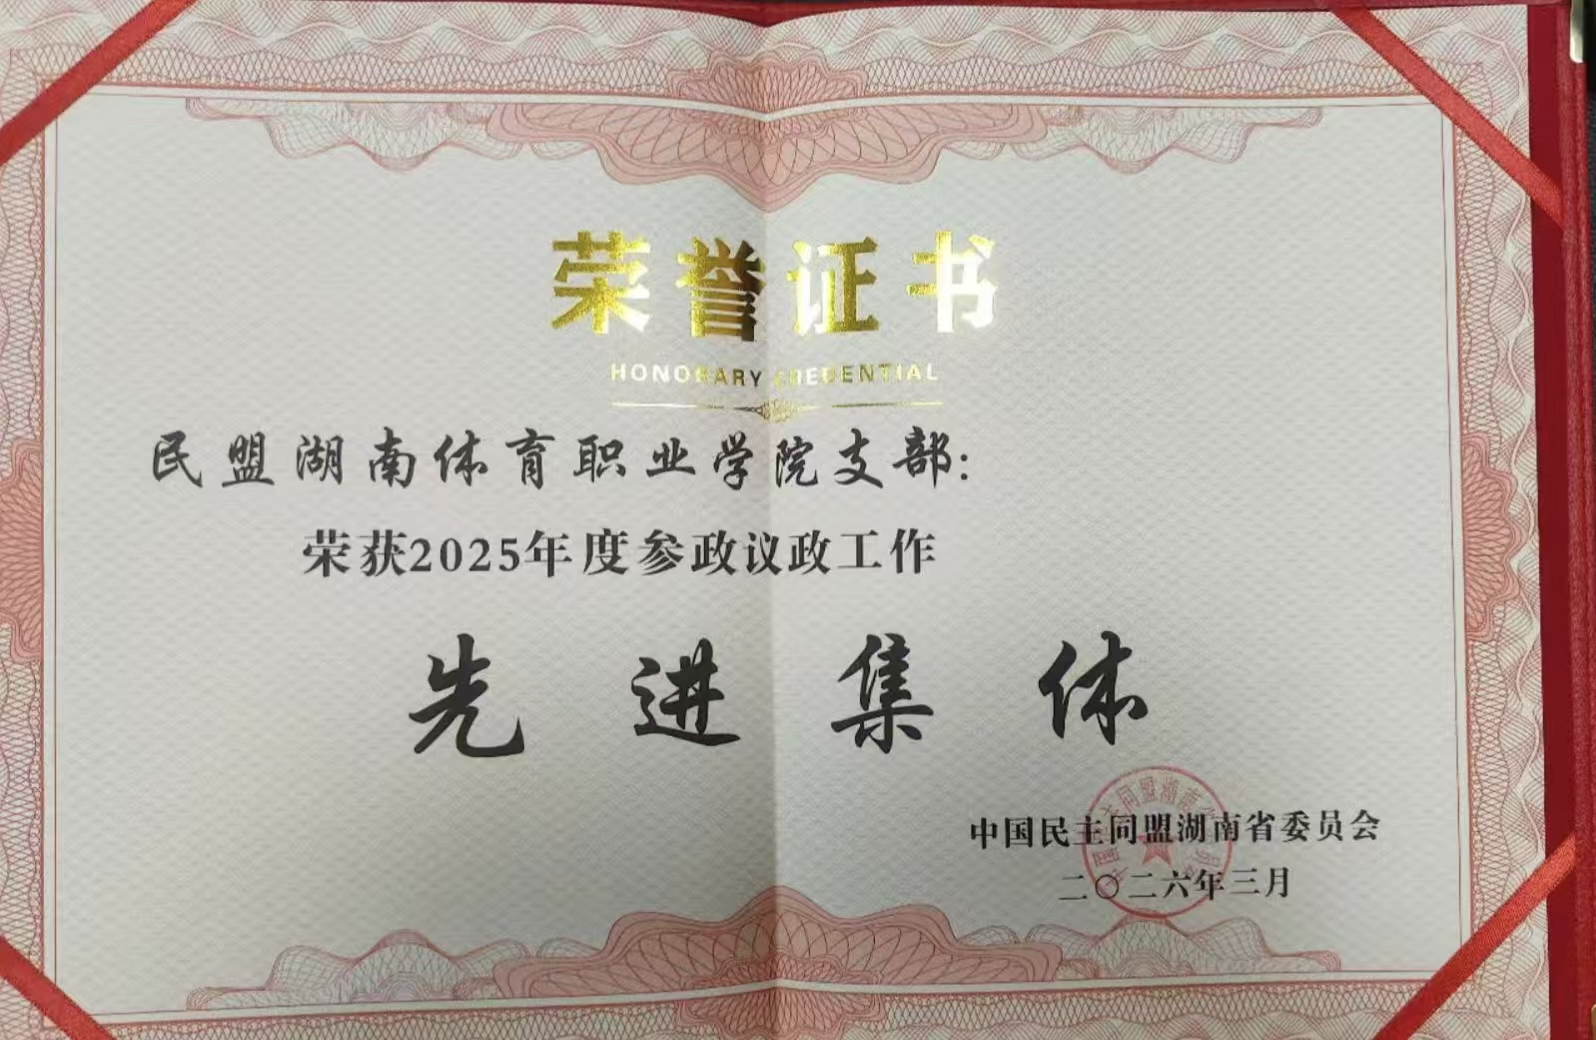 荣誉证书
HONORARY CREDENTIAL
民盟湖南体育职业学院支部:
荣获2025年度参政议政工作
先进集体
中国民主同盟湖南省委员会
二〇二六年三月